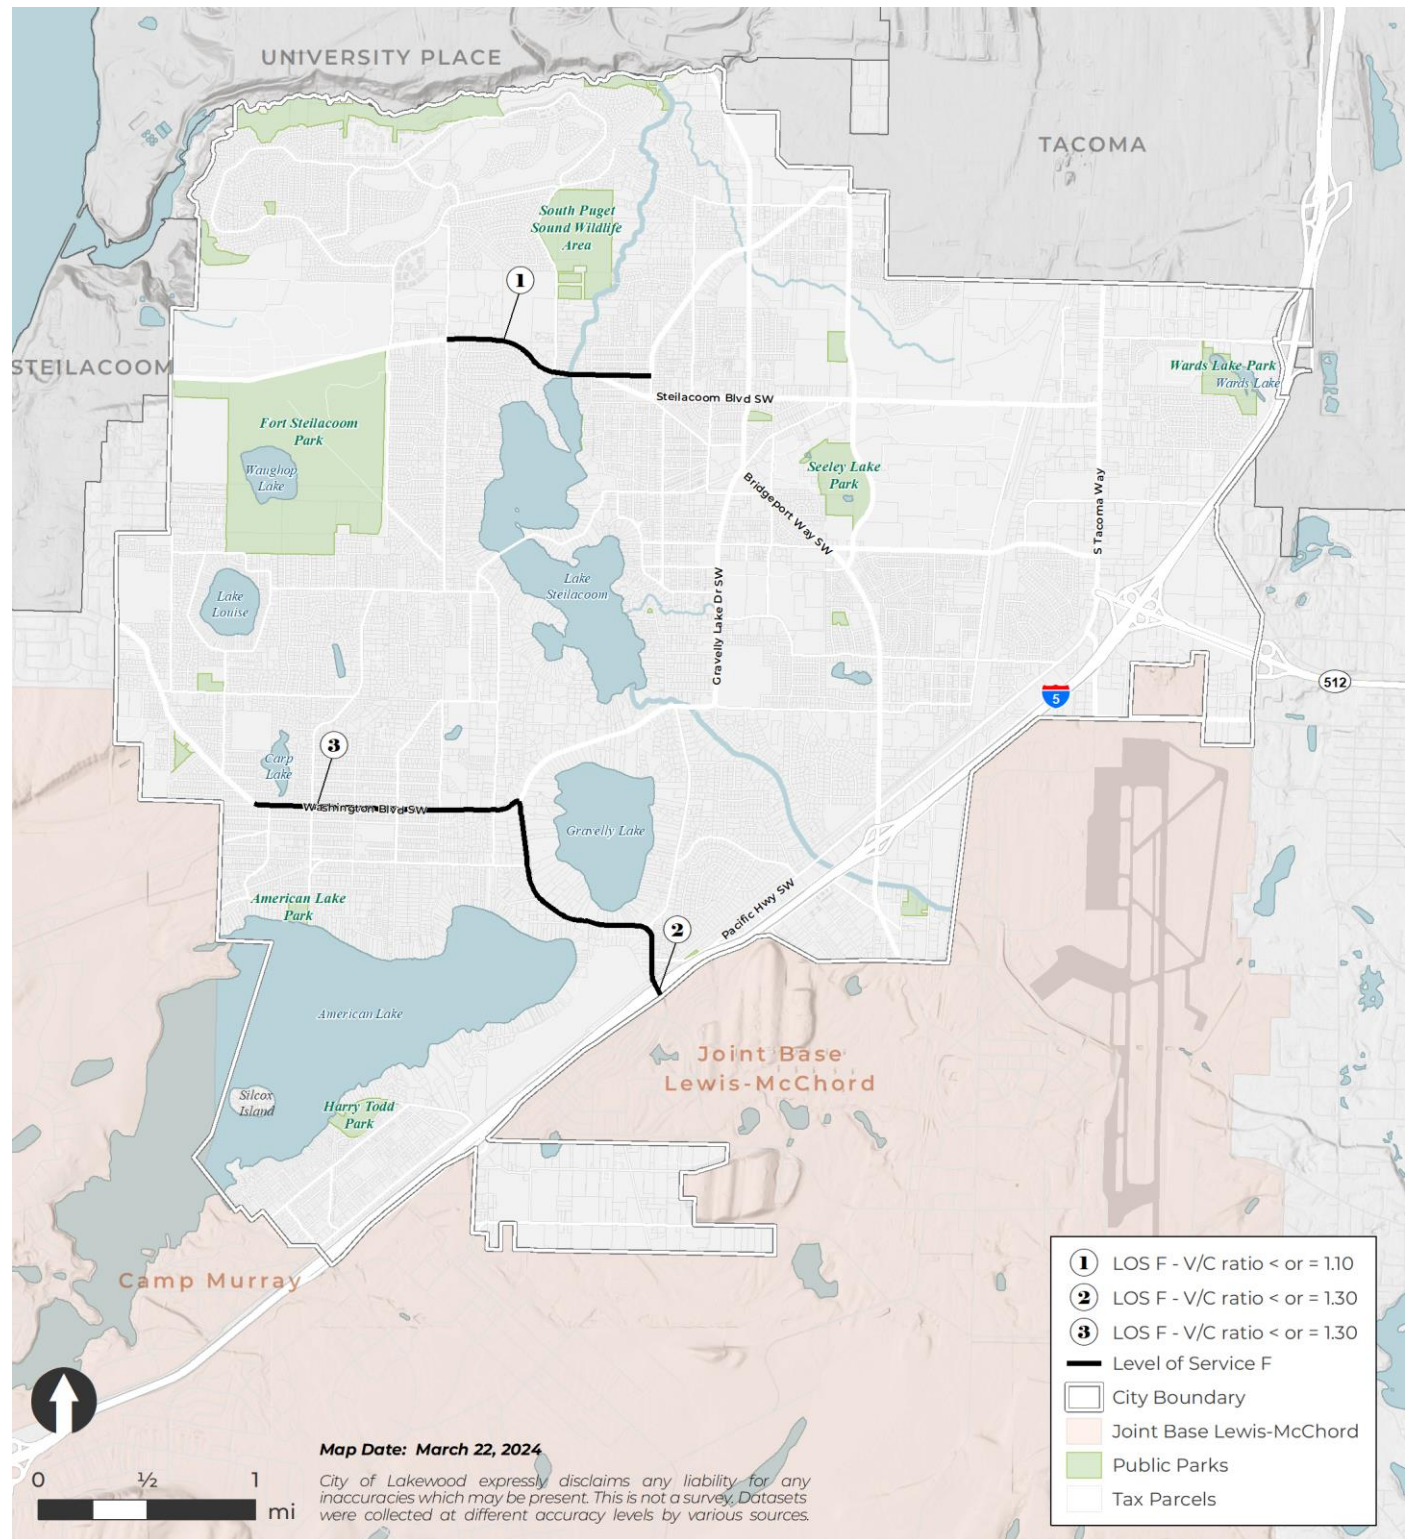 UNIVERSITY PLACE
TACOMA
South Puget
Sound Wildlife
Area
1
STEILACOOM
Wards Lake Park
Wards Lake
Steilacoom Blvd SW
Fort Steilacoom
Park
Waughop
Lake
Seeley Lake
Park
Bridgeport Way SW
S Tacoma Way
Lake
Louise
Lake
Steilacoom
Gravelly Lake Dr SW
512
5
3
Carp
Lake
Washington Blvd SW
Gravelly Lake
American Lake
Park
Pacific Hwy SW
2
American Lake
Joint Base
Lewis-McChord
Silcox
Island
Harry Todd
Park
Camp Murray
1 LOS F - V/C ratio < or = 1.10
2 LOS F - V/C ratio < or = 1.30
3 LOS F - V/C ratio < or = 1.30
Level of Service F
City Boundary
Joint Base Lewis-McChord
Public Parks
Tax Parcels
0 ½ 1
mi
Map Date: March 22, 2024
City of Lakewood expressly disclaims any liability for any
inaccuracies which may be present. This is not a survey. Datasets
were collected at different accuracy levels by various sources.